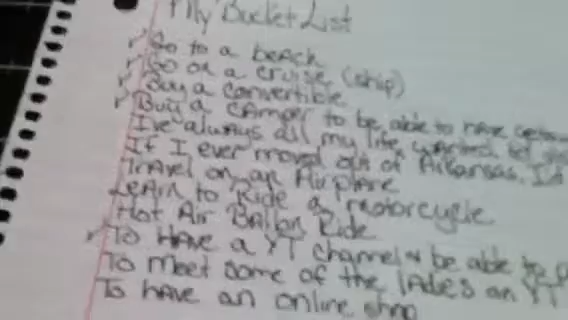 My Bucket List
✓ Go to a beach
✓ Go on a cruise (ship)
✓ Buy a convertible
✓ Buy a camper to be able to have
I've always all my life wanted to
If I ever moved out of Arkansas, I'd
Travel on an Airplane
Learn to Ride a motorcycle
Hot Air Ballon Ride
✓ To Have a YT channel & be able to
To meet some of the ladies on YT
To have an online shop